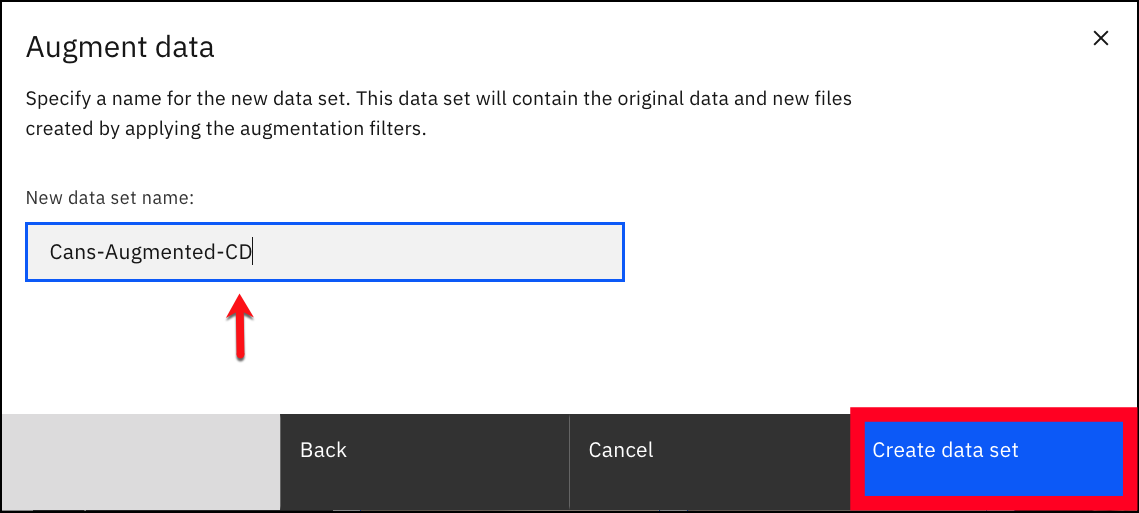 Augment data
Specify a name for the new data set. This data set will contain the original data and new files
created by applying the augmentation filters.
New data set name:
Cans-Augmented-CD
Back
Cancel
Create data set